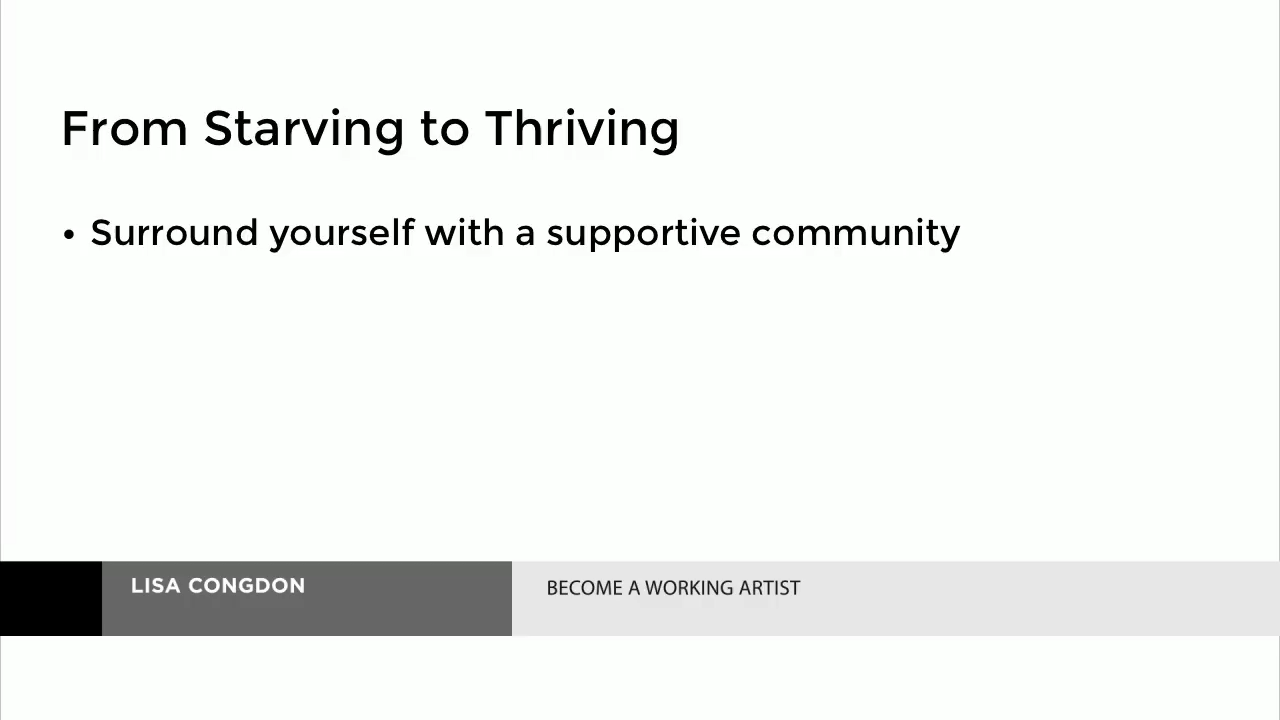 From Starving to Thriving
• Surround yourself with a supportive community
LISA CONGDON
BECOME A WORKING ARTIST